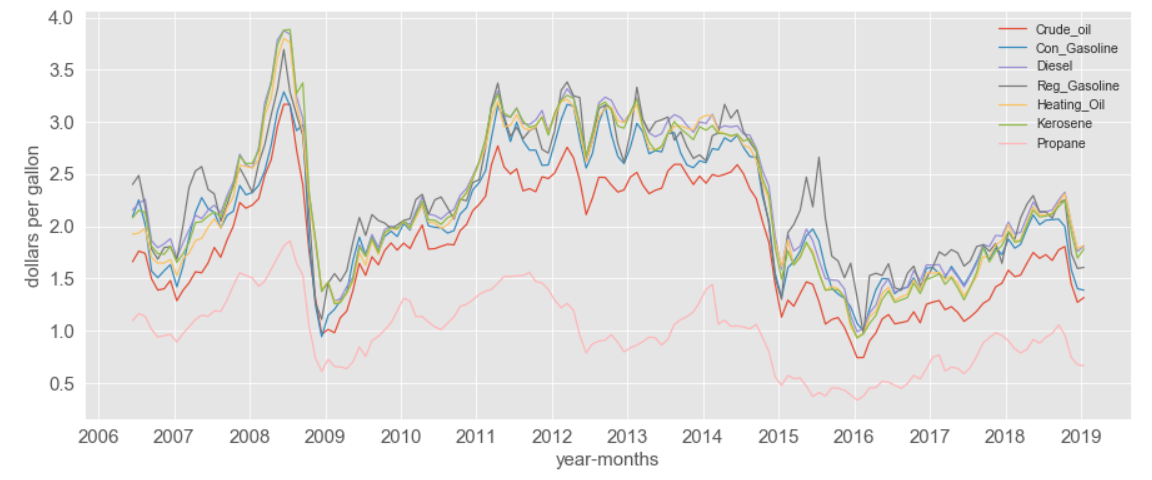 4.0
3.5
3.0
2.5
2.0
1.5
1.0
0.5
dollars per gallon
Crude_oil
Con_Gasoline
Diesel
Reg_Gasoline
Heating_Oil
Kerosene
Propane
2006 2007 2008 2009 2010 2011 2012 2013 2014 2015 2016 2017 2018 2019
year-months